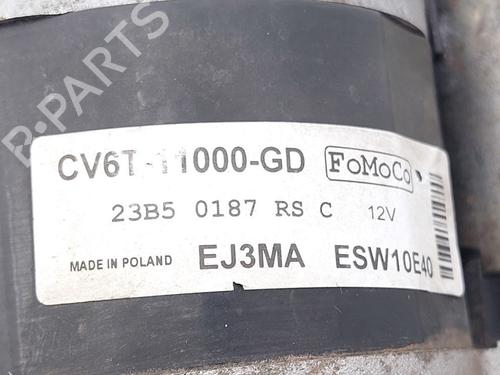 B-PARTS
CV6T-11000-GD FoMoCo
23B5 0187 RS C 12V
MADE IN POLAND EJ3MA ESW10E40